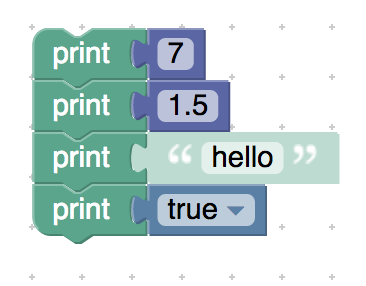 print 7
print 1.5
print “ hello ”
print true